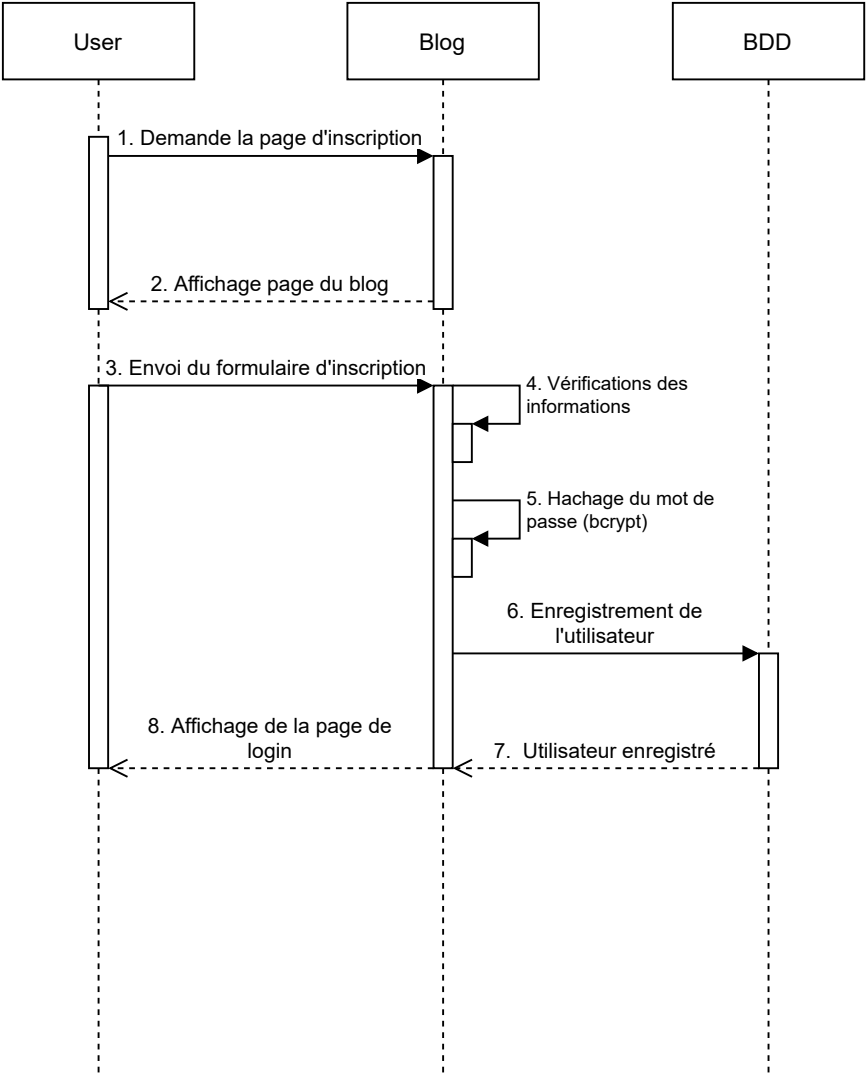 User
Blog
BDD
1. Demande la page d'inscription
2. Affichage page du blog
3. Envoi du formulaire d'inscription
4. Vérifications des
informations
5. Hachage du mot de
passe (bcrypt)
6. Enregistrement de
l'utilisateur
8. Affichage de la page de
login
7.  Utilisateur enregistré